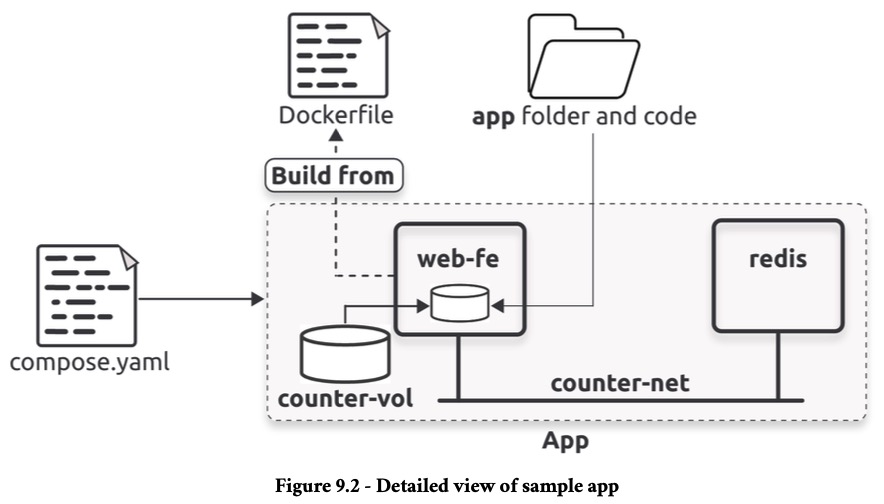 Dockerfile
app folder and code
Build from
web-fe
redis
compose.yaml
counter-vol
counter-net
App
Figure 9.2 - Detailed view of sample app